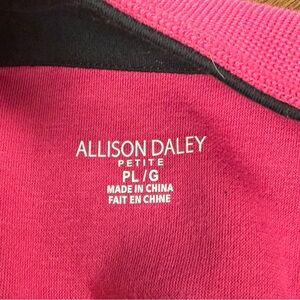 ALLISON DALEY
PETITE
PL/G
MADE IN CHINA
FAIT EN CHINE